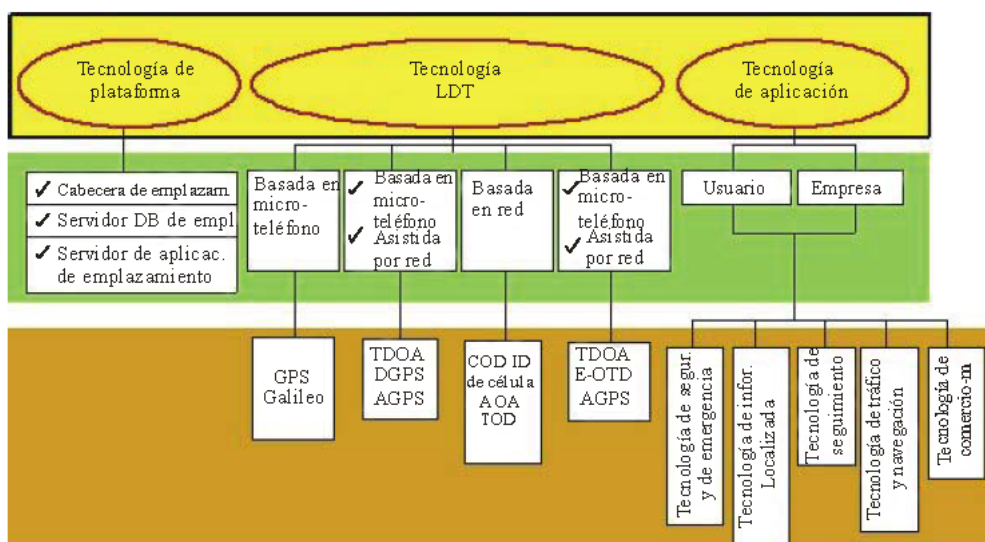 Tecnología de
plataforma
Tecnología
LDT
Tecnología
de aplicación
✓ Cabecera de emplazam.
✓ Servidor DB de empl.
✓ Servidor de aplicac.
de emplazamiento
Basada en
micro-
teléfono
✓ Basada en
micro-
teléfono
✓ Asistida
por red
Basada
en red
✓ Basada en
micro-
teléfono
✓ Asistida
por red
Usuario
Empresa
GPS
Galileo
TDOA
DGPS
AGPS
COD ID
de célula
AOA
TOD
TDOA
E-OTD
AGPS
Tecnología de segur.
y de emergencia
Tecnología de infor.
Localizada
Tecnología de
seguimiento
Tecnología de tráfico
y navegación
Tecnología de
comercio-m